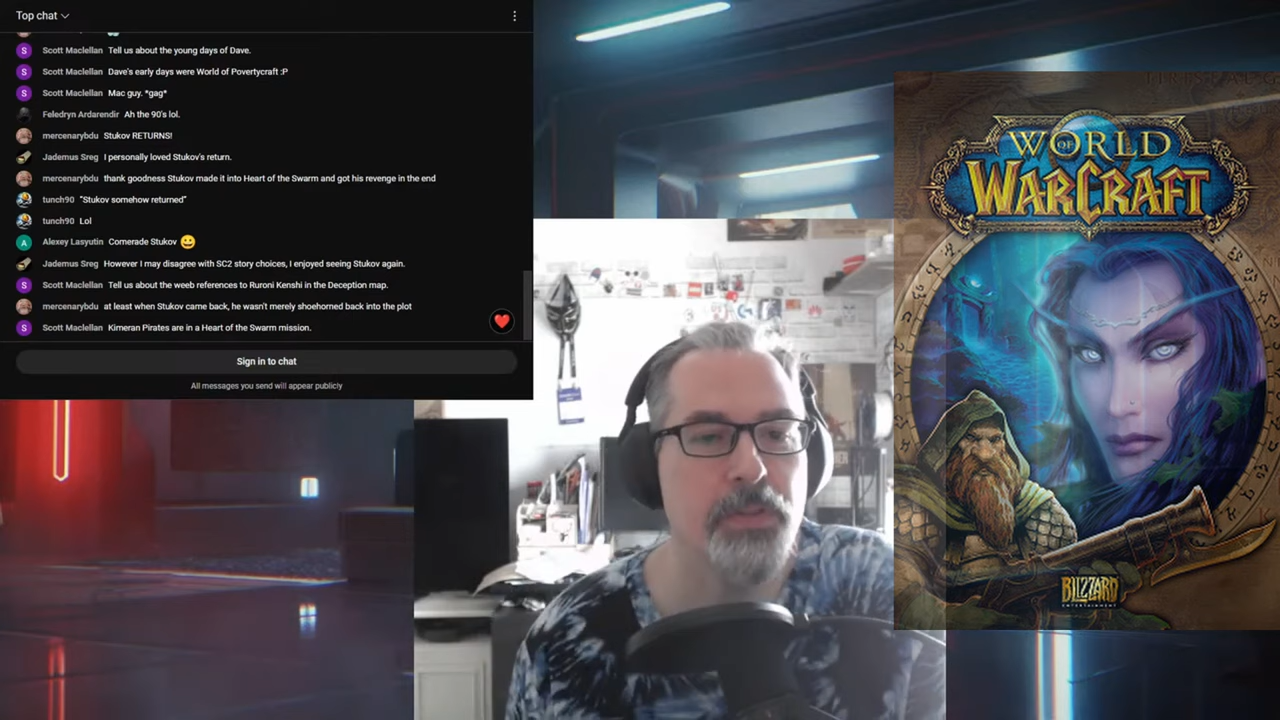 Top chat
Scott Maclellan Tell us about the young days of Dave.
Scott Maclellan Dave's early days were World of Povertycraft :P
Scott Maclellan Mac guy. *gag*
Feledryn Ardarendir Ah the 90's lol.
mercenarybdu Stukov RETURNS!
Jademus Sreg I personally loved Stukov's return.
mercenarybdu thank goodness Stukov made it into Heart of the Swarm and got his revenge in the end
tunch90 "Stukov somehow returned"
tunch90 Lol
Alexey Lasyutin Comerade Stukov 😀
Jademus Sreg However I may disagree with SC2 story choices, I enjoyed seeing Stukov again.
Scott Maclellan Tell us about the weeb references to Ruroni Kenshi in the Deception map.
mercenarybdu at least when Stukov came back, he wasn't merely shoehorned back into the plot
Scott Maclellan Kimeran Pirates are in a Heart of the Swarm mission.
Sign in to chat
All messages you send will appear publicly
WORLD
OF
WARCRAFT
BLIZZARD
ENTERTAINMENT